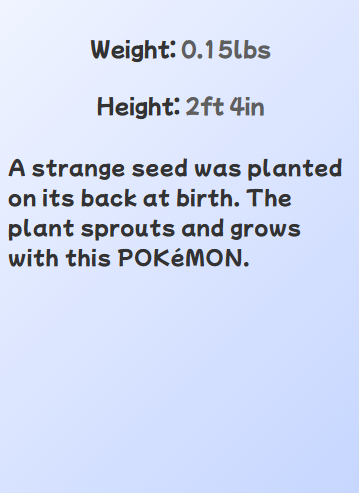 Weight: 0.15lbs
Height: 2ft 4in
A strange seed was planted
on its back at birth. The
plant sprouts and grows
with this POKéMON.